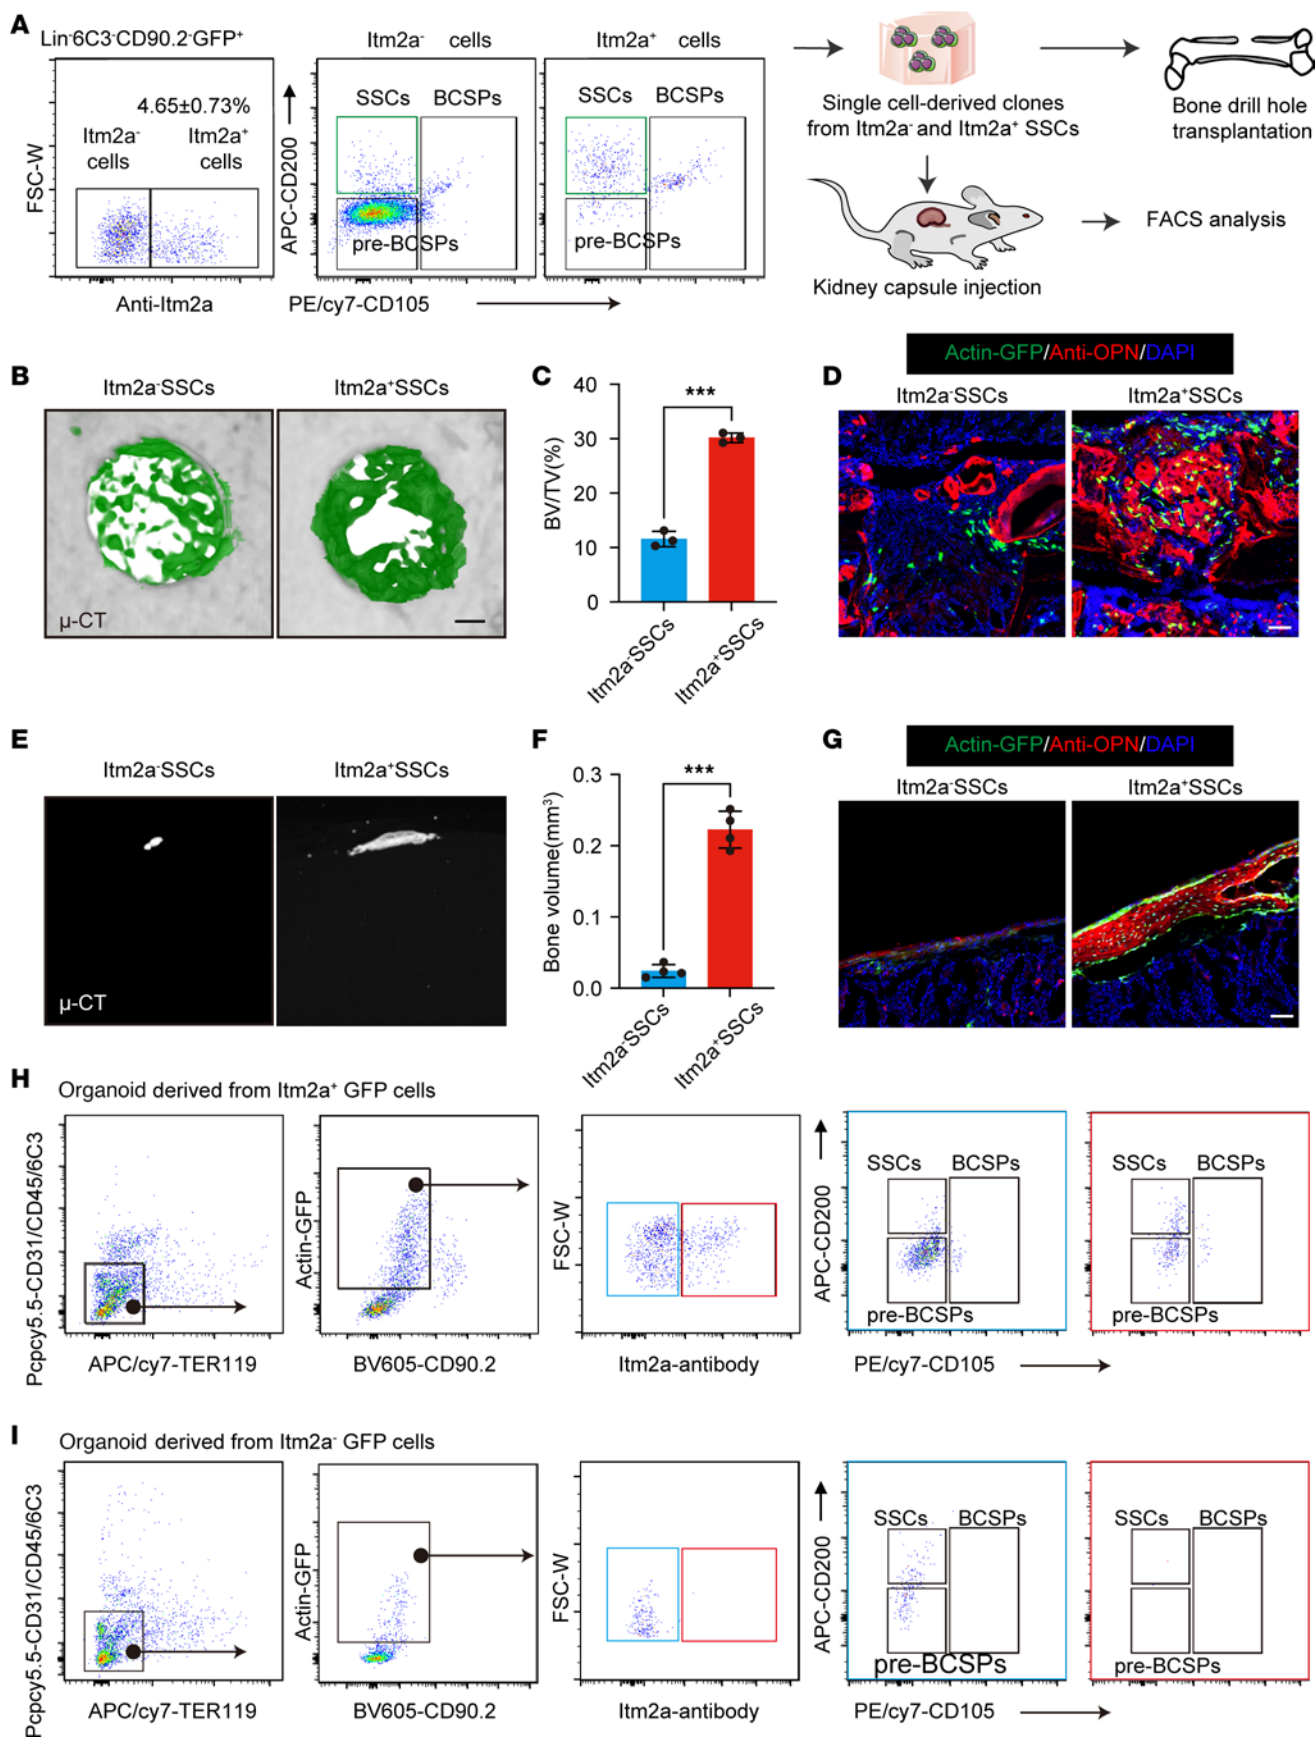 A
Lin-6C3-CD90.2-GFP+
4.65±0.73%
Itm2a- cells
Itm2a+ cells
FSC-W
Anti-Itm2a
Itm2a- cells
SSCs
BCSPs
pre-BCSPs
APC-CD200
PE/cy7-CD105
Itm2a+ cells
SSCs
BCSPs
pre-BCSPs
Single cell-derived clones
from Itm2a- and Itm2a+ SSCs
Bone drill hole
transplantation
Kidney capsule injection
FACS analysis
B
Itm2a-SSCs
Itm2a+SSCs
µ-CT
C
BV/TV(%)
40
30
20
10
0
***
Itm2a-SSCs
Itm2a+SSCs
D
Actin-GFP/Anti-OPN/DAPI
Itm2a-SSCs
Itm2a+SSCs
E
Itm2a-SSCs
Itm2a+SSCs
µ-CT
F
Bone volume(mm³)
0.3
0.2
0.1
0.0
***
Itm2a-SSCs
Itm2a+SSCs
G
Actin-GFP/Anti-OPN/DAPI
Itm2a-SSCs
Itm2a+SSCs
H
Organoid derived from Itm2a+ GFP cells
Pcpcy5.5-CD31/CD45/6C3
APC/cy7-TER119
Actin-GFP
BV605-CD90.2
FSC-W
Itm2a-antibody
APC-CD200
SSCs
BCSPs
pre-BCSPs
SSCs
BCSPs
pre-BCSPs
PE/cy7-CD105
I
Organoid derived from Itm2a- GFP cells
Pcpcy5.5-CD31/CD45/6C3
APC/cy7-TER119
Actin-GFP
BV605-CD90.2
FSC-W
Itm2a-antibody
APC-CD200
SSCs
BCSPs
pre-BCSPs
SSCs
BCSPs
pre-BCSPs
PE/cy7-CD105